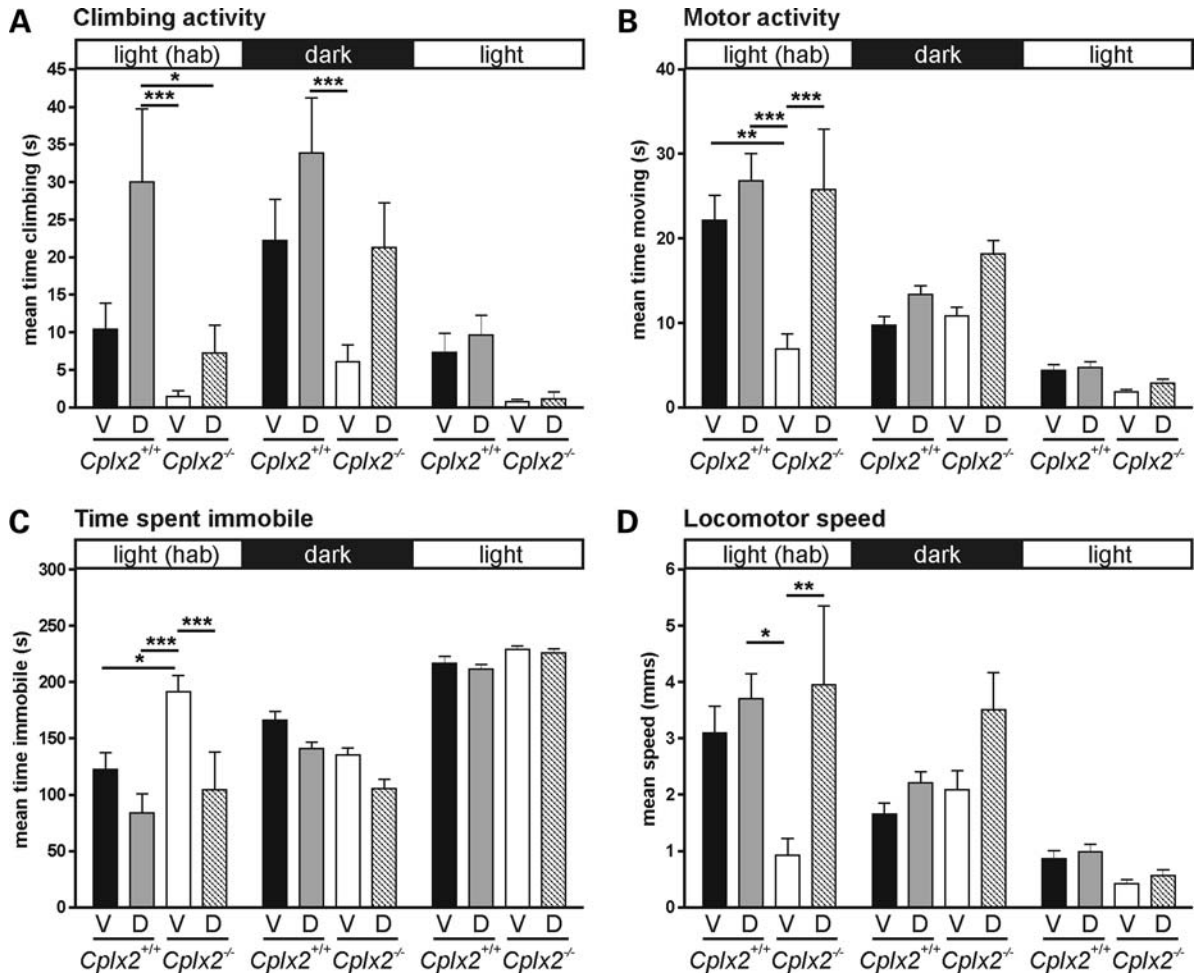 A Climbing activity
light (hab) dark light
mean time climbing (s)
45
40
35
30
25
20
15
10
5
0
* 
***
***
V D V D V D V D V D V D
Cplx2+/+ Cplx2-/- Cplx2+/+ Cplx2-/- Cplx2+/+ Cplx2-/-
B Motor activity
light (hab) dark light
mean time moving (s)
40
30
20
10
0
***
***
**
V D V D V D V D V D V D
Cplx2+/+ Cplx2-/- Cplx2+/+ Cplx2-/- Cplx2+/+ Cplx2-/-
C Time spent immobile
light (hab) dark light
mean time immobile (s)
300
250
200
150
100
50
0
***
***
*
V D V D V D V D V D V D
Cplx2+/+ Cplx2-/- Cplx2+/+ Cplx2-/- Cplx2+/+ Cplx2-/-
D Locomotor speed
light (hab) dark light
mean speed (mms)
6
5
4
3
2
1
0
**
*
V D V D V D V D V D V D
Cplx2+/+ Cplx2-/- Cplx2+/+ Cplx2-/- Cplx2+/+ Cplx2-/-